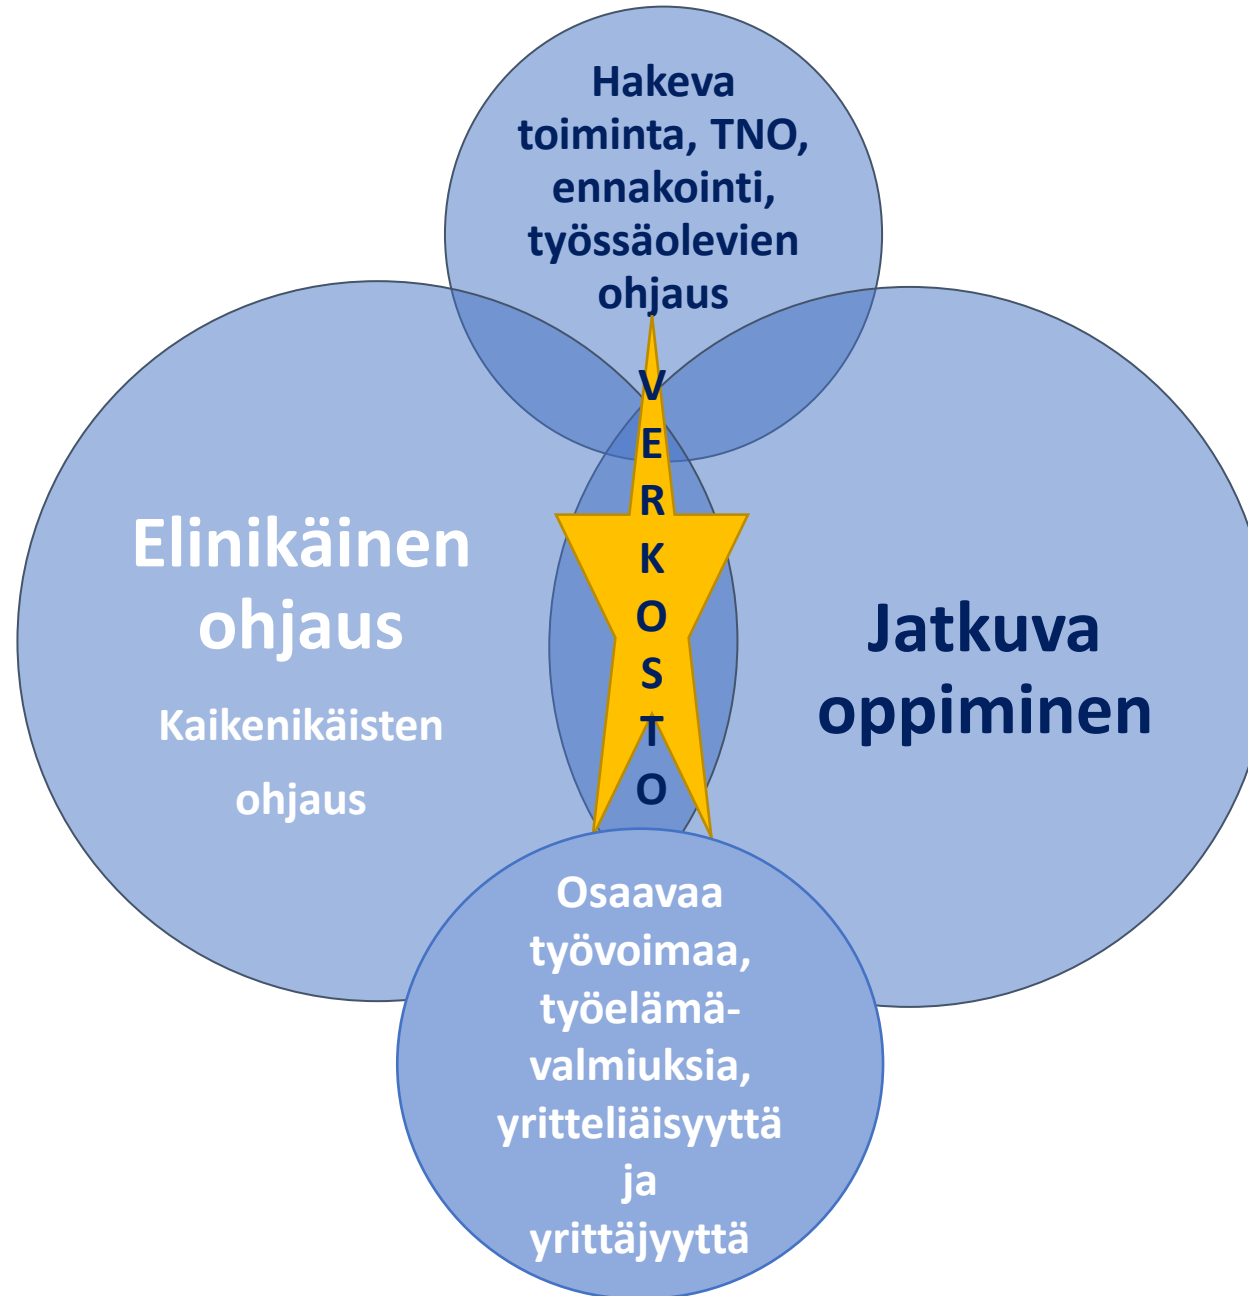 Hakeva
toiminta, TNO,
ennakointi,
työssäolevien
ohjaus
VERKOSTO
Elinikäinen
ohjaus
Kaikenikäisten
ohjaus
Jatkuva
oppiminen
Osaavaa
työvoimaa,
työelämä-
valmiuksia,
yritteliäisyyttä
ja
yrittäjyyttä